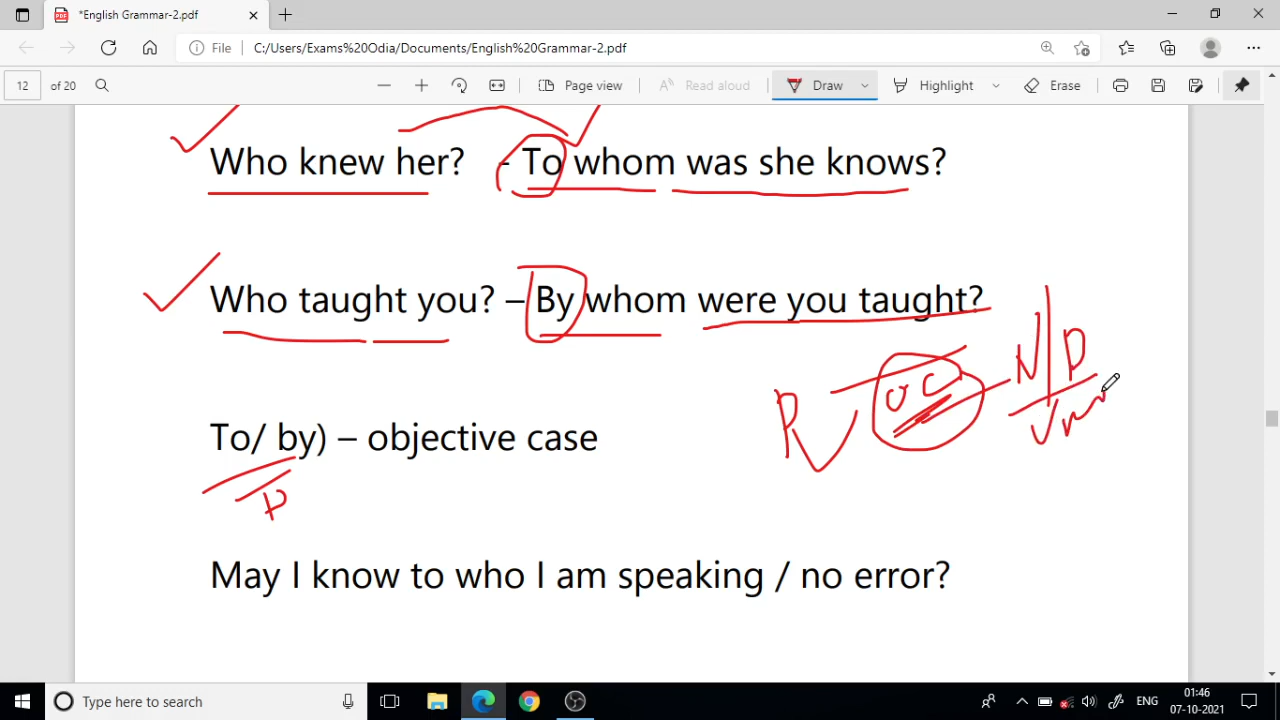 *English Grammar-2.pdf
File C:/Users/Exams%20Odia/Documents/English%20Grammar-2.pdf
12 of 20 Page view Read aloud Draw Highlight Erase
Who knew her? - To whom was she knows?
Who taught you? – By whom were you taught?
N P
P O C
To/ by) – objective case
P
May I know to who I am speaking / no error?
Type here to search ENG 01:46
07-10-2021